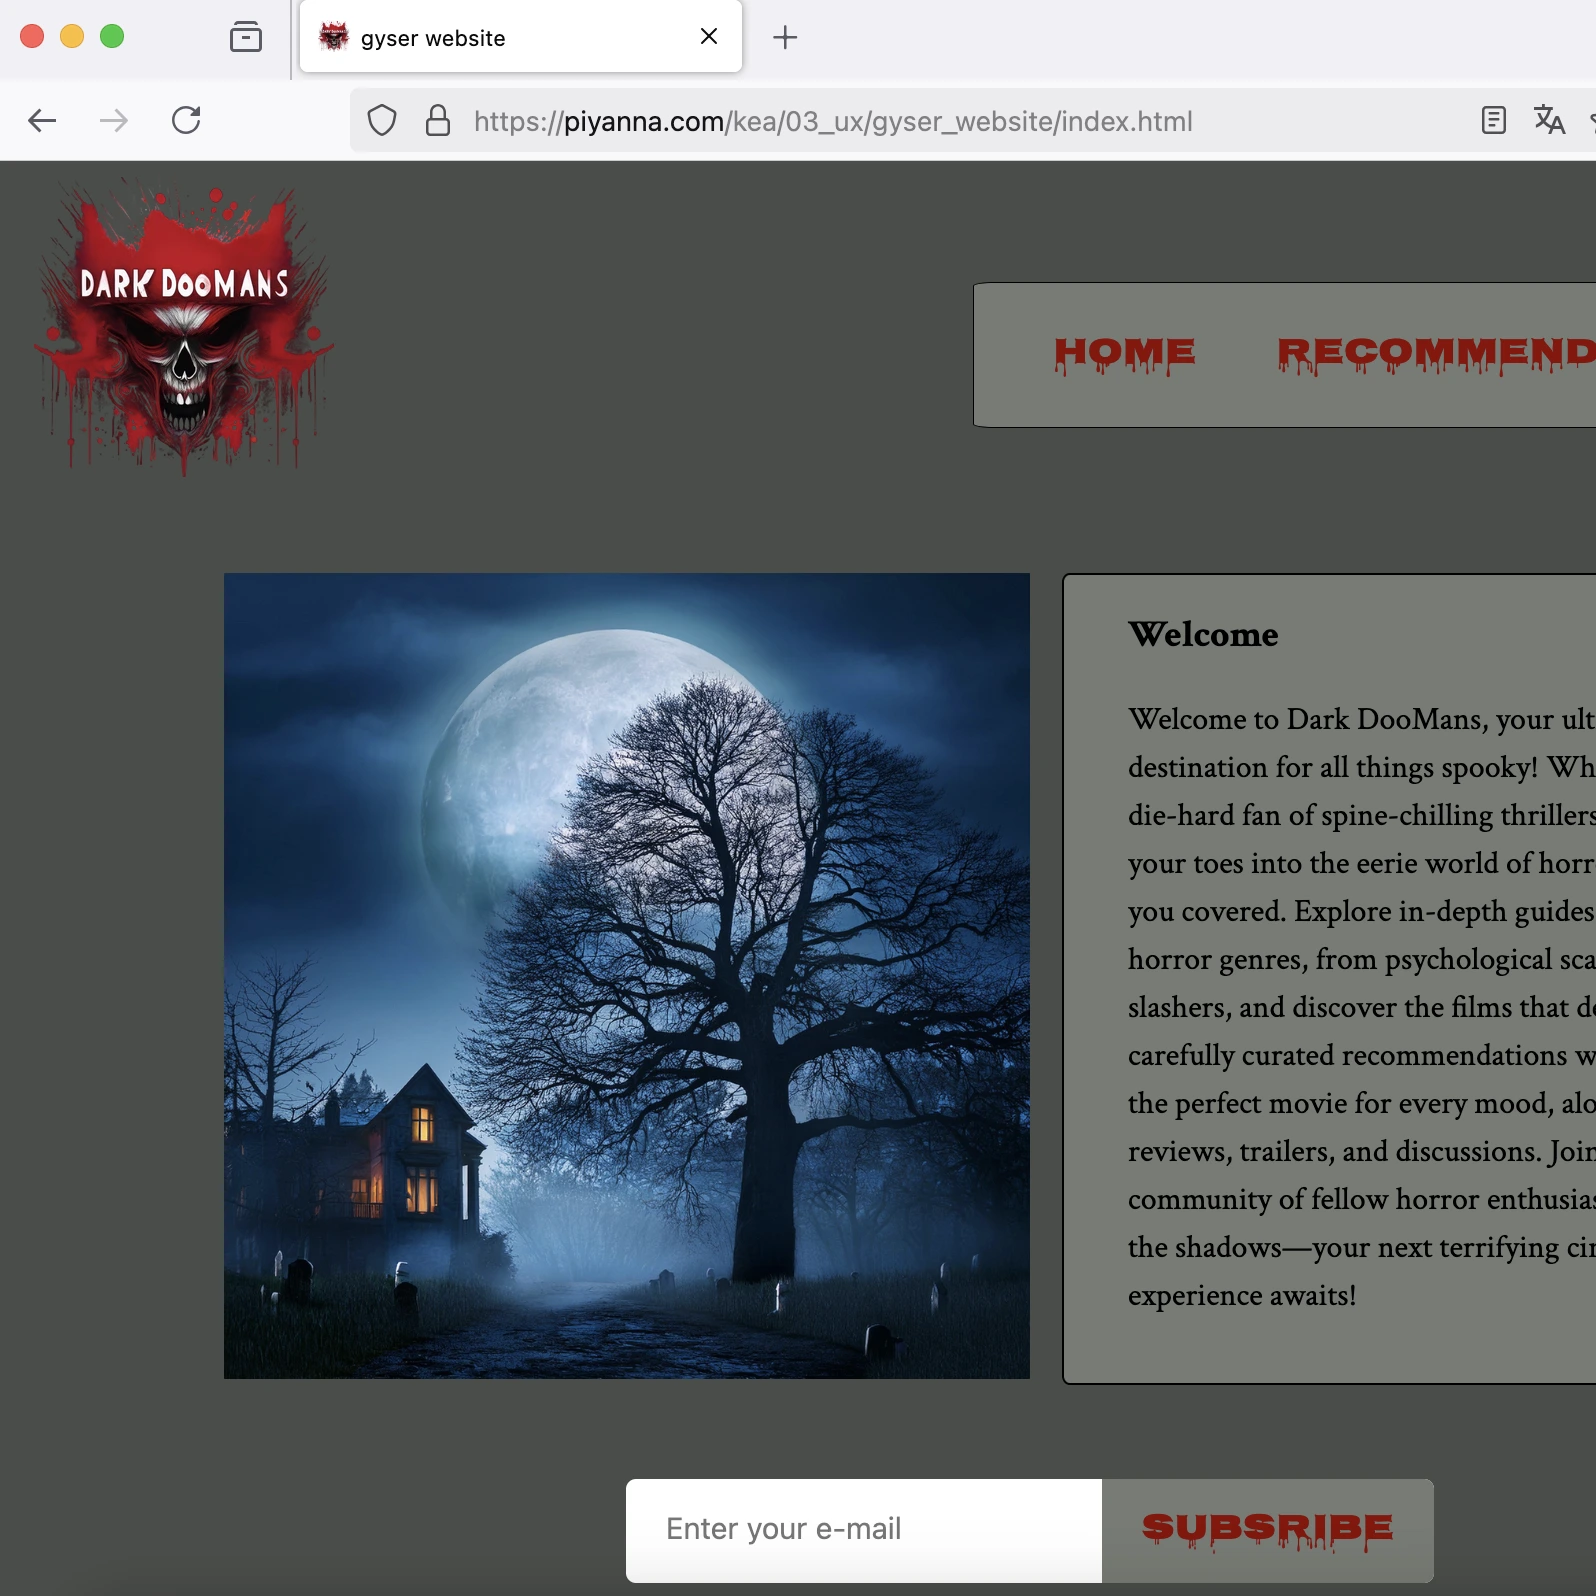 gyser website
https://piyanna.com/kea/03_ux/gyser_website/index.html
DARK DOOMANS
HOME RECOMMEND
Welcome
Welcome to Dark DooMans, your ult
destination for all things spooky! Wh
die-hard fan of spine-chilling thrillers
your toes into the eerie world of horr
you covered. Explore in-depth guides
horror genres, from psychological sca
slashers, and discover the films that de
carefully curated recommendations w
the perfect movie for every mood, alo
reviews, trailers, and discussions. Join
community of fellow horror enthusias
the shadows—your next terrifying cin
experience awaits!
Enter your e-mail SUBSRIBE